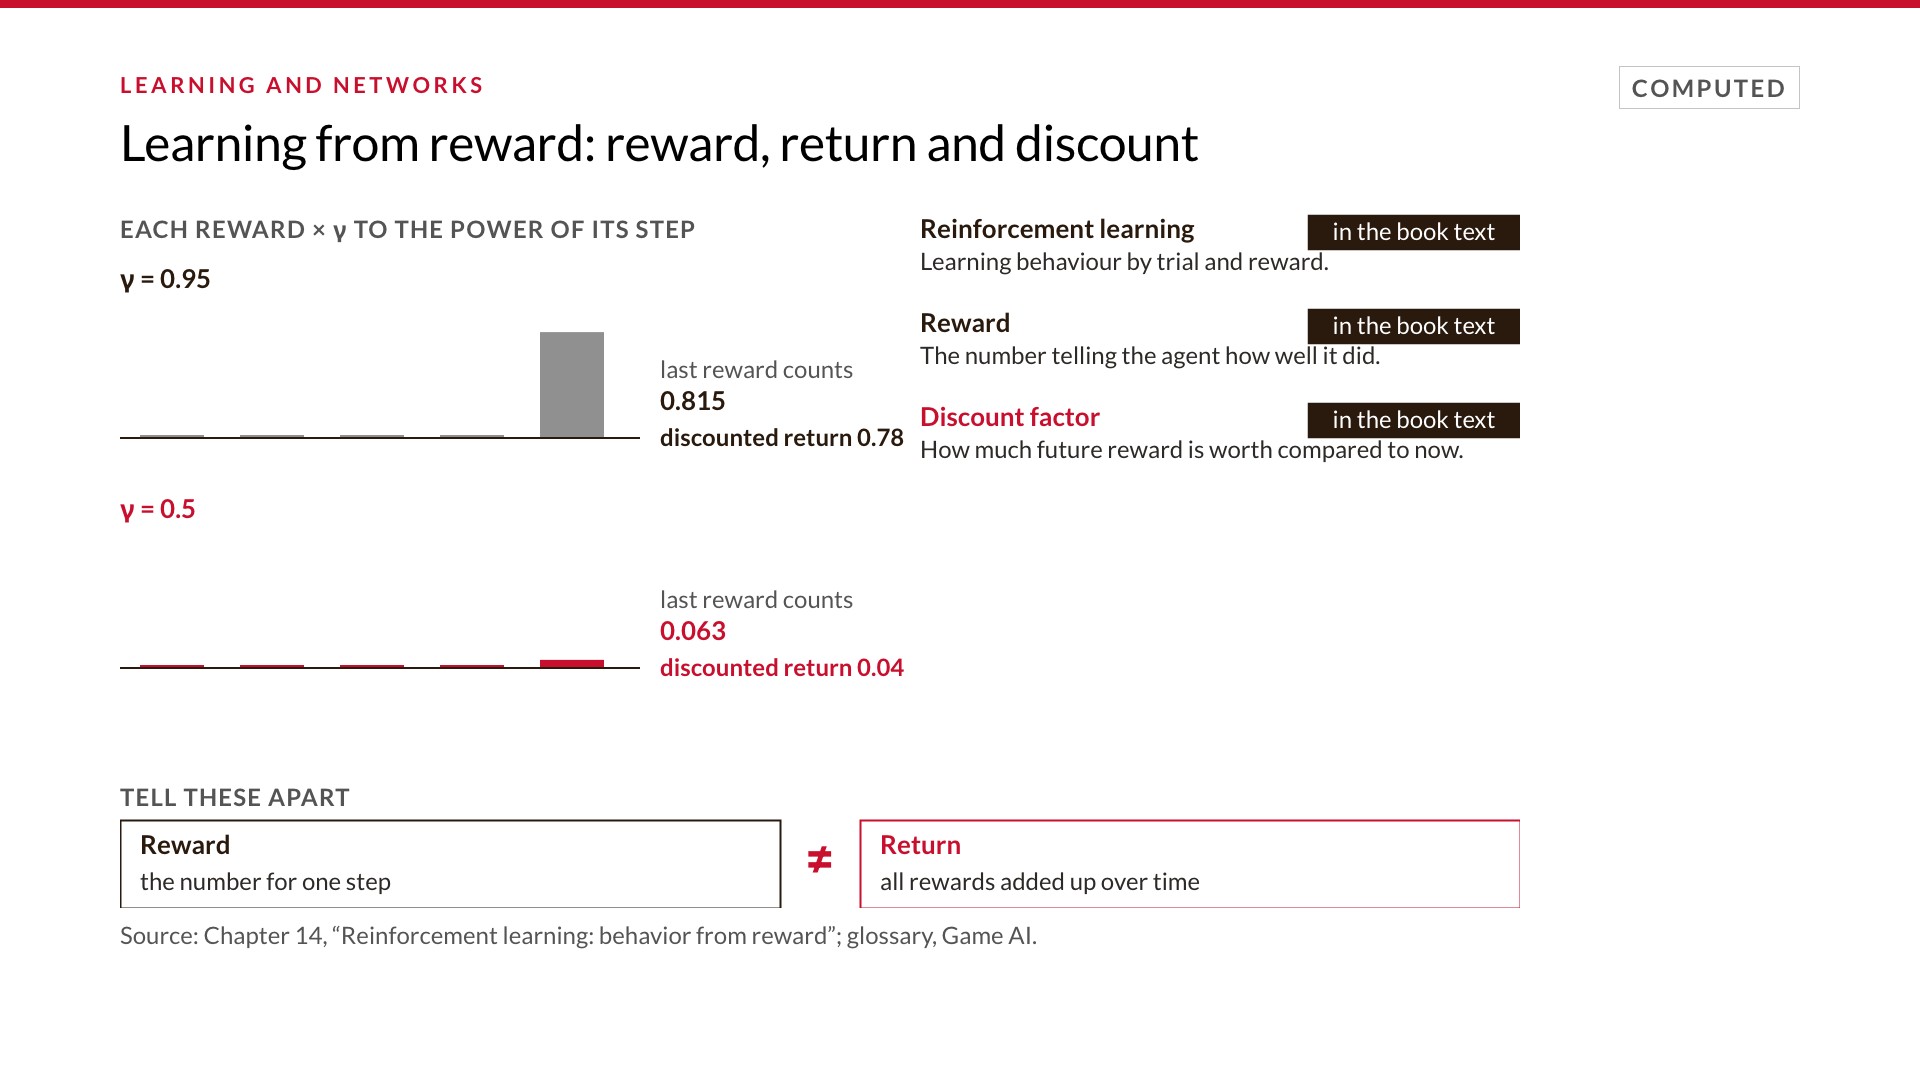 LEARNING AND NETWORKS
COMPUTED
Learning from reward: reward, return and discount
EACH REWARD × γ TO THE POWER OF ITS STEP
γ = 0.95
last reward counts
0.815
discounted return 0.78
γ = 0.5
last reward counts
0.063
discounted return 0.04
Reinforcement learning
in the book text
Learning behaviour by trial and reward.
Reward
in the book text
The number telling the agent how well it did.
Discount factor
in the book text
How much future reward is worth compared to now.
TELL THESE APART
Reward
the number for one step
≠
Return
all rewards added up over time
Source: Chapter 14, “Reinforcement learning: behavior from reward”; glossary, Game AI.